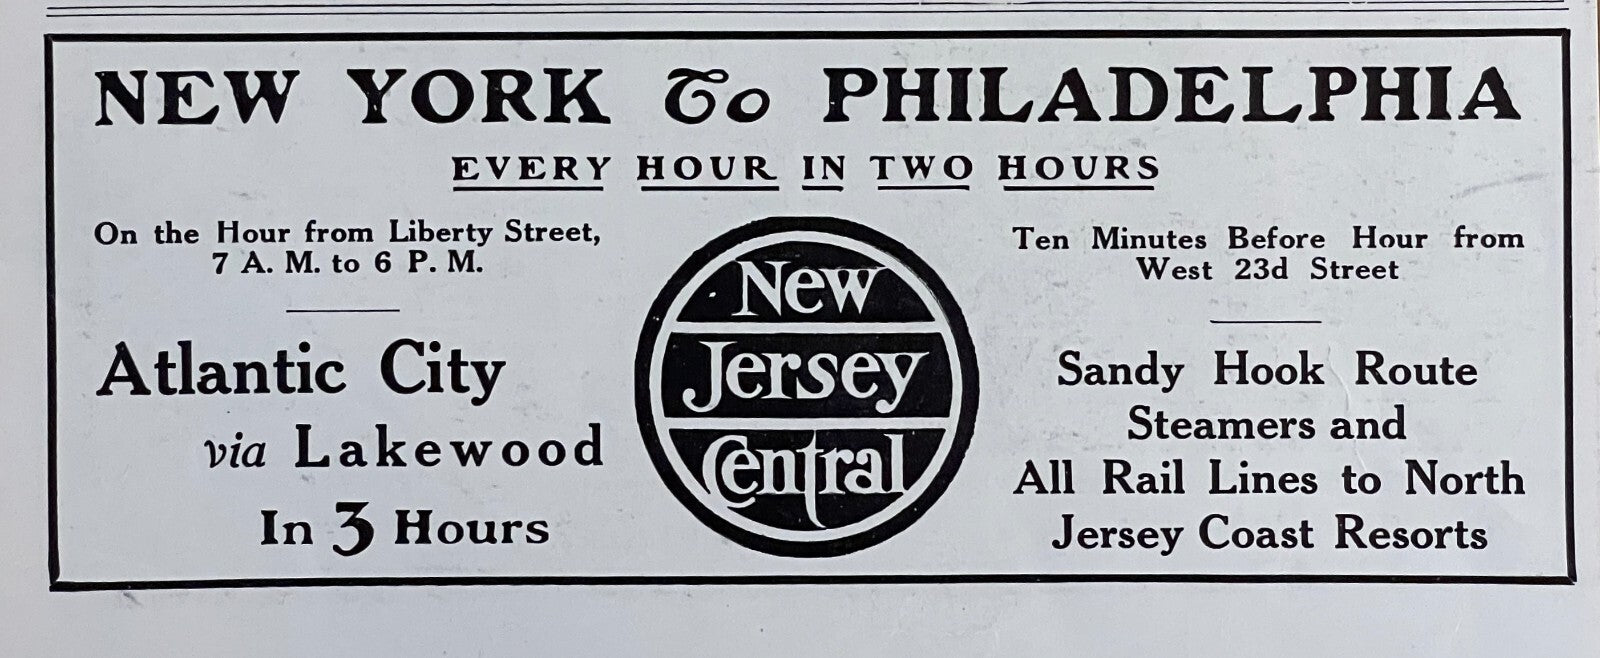 NEW YORK To PHILADELPHIA
EVERY HOUR IN TWO HOURS
On the Hour from Liberty Street,
7 A. M. to 6 P. M.
Atlantic City
via Lakewood
In 3 Hours
New
Jersey
Central
Ten Minutes Before Hour from
West 23d Street
Sandy Hook Route
Steamers and
All Rail Lines to North
Jersey Coast Resorts